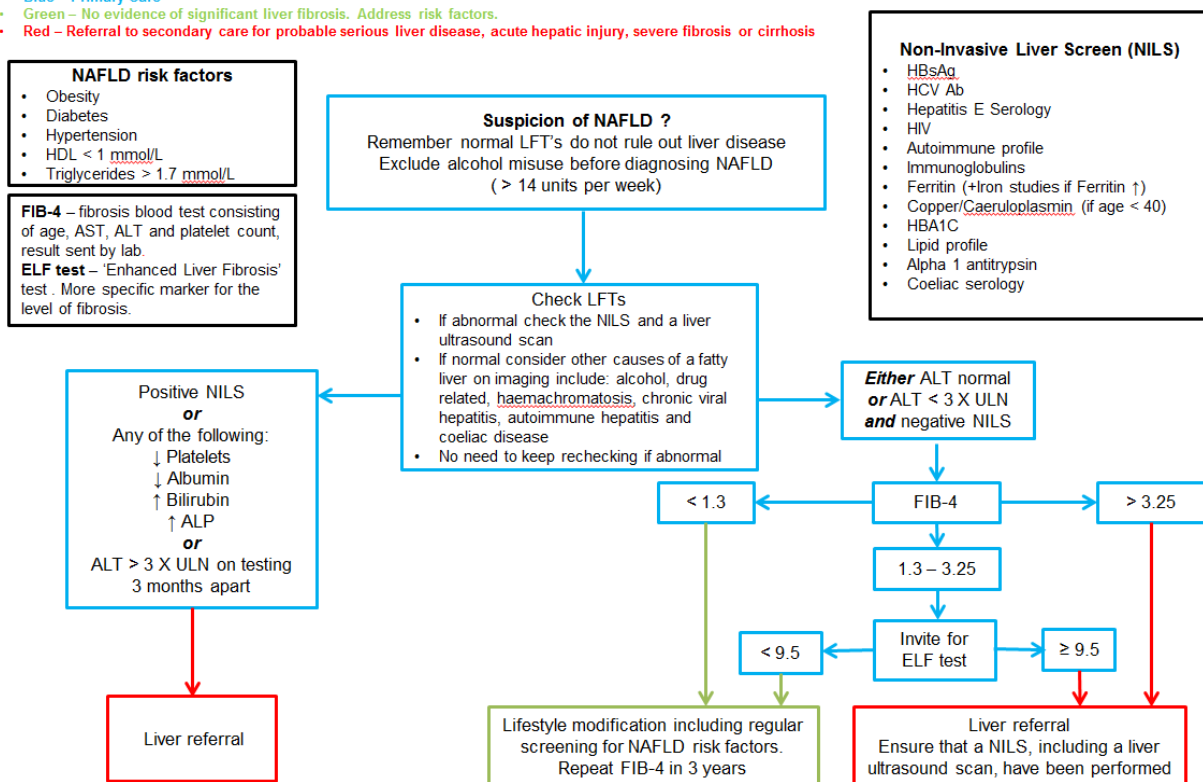 • Green – No evidence of significant liver fibrosis. Address risk factors.
• Red – Referral to secondary care for probable serious liver disease, acute hepatic injury, severe fibrosis or cirrhosis
NAFLD risk factors
• Obesity
• Diabetes
• Hypertension
• HDL < 1 mmol/L
• Triglycerides > 1.7 mmol/L
FIB-4 – fibrosis blood test consisting
of age, AST, ALT and platelet count,
result sent by lab.
ELF test – ‘Enhanced Liver Fibrosis’
test . More specific marker for the
level of fibrosis.
Suspicion of NAFLD ?
Remember normal LFT’s do not rule out liver disease
Exclude alcohol misuse before diagnosing NAFLD
( > 14 units per week)
Non-Invasive Liver Screen (NILS)
• HBsAg
• HCV Ab
• Hepatitis E Serology
• HIV
• Autoimmune profile
• Immunoglobulins
• Ferritin (+Iron studies if Ferritin ↑)
• Copper/Caeruloplasmin (if age < 40)
• HBA1C
• Lipid profile
• Alpha 1 antitrypsin
• Coeliac serology
Check LFTs
• If abnormal check the NILS and a liver
ultrasound scan
• If normal consider other causes of a fatty
liver on imaging include: alcohol, drug
related, haemachromatosis, chronic viral
hepatitis, autoimmune hepatitis and
coeliac disease
• No need to keep rechecking if abnormal
Positive NILS
or
Any of the following:
↓ Platelets
↓ Albumin
↑ Bilirubin
↑ ALP
or
ALT > 3 X ULN on testing
3 months apart
Liver referral
Either ALT normal
or ALT < 3 X ULN
and negative NILS
< 1.3
FIB-4
> 3.25
1.3 – 3.25
< 9.5
Invite for
ELF test
≥ 9.5
Lifestyle modification including regular
screening for NAFLD risk factors.
Repeat FIB-4 in 3 years
Liver referral
Ensure that a NILS, including a liver
ultrasound scan, have been performed